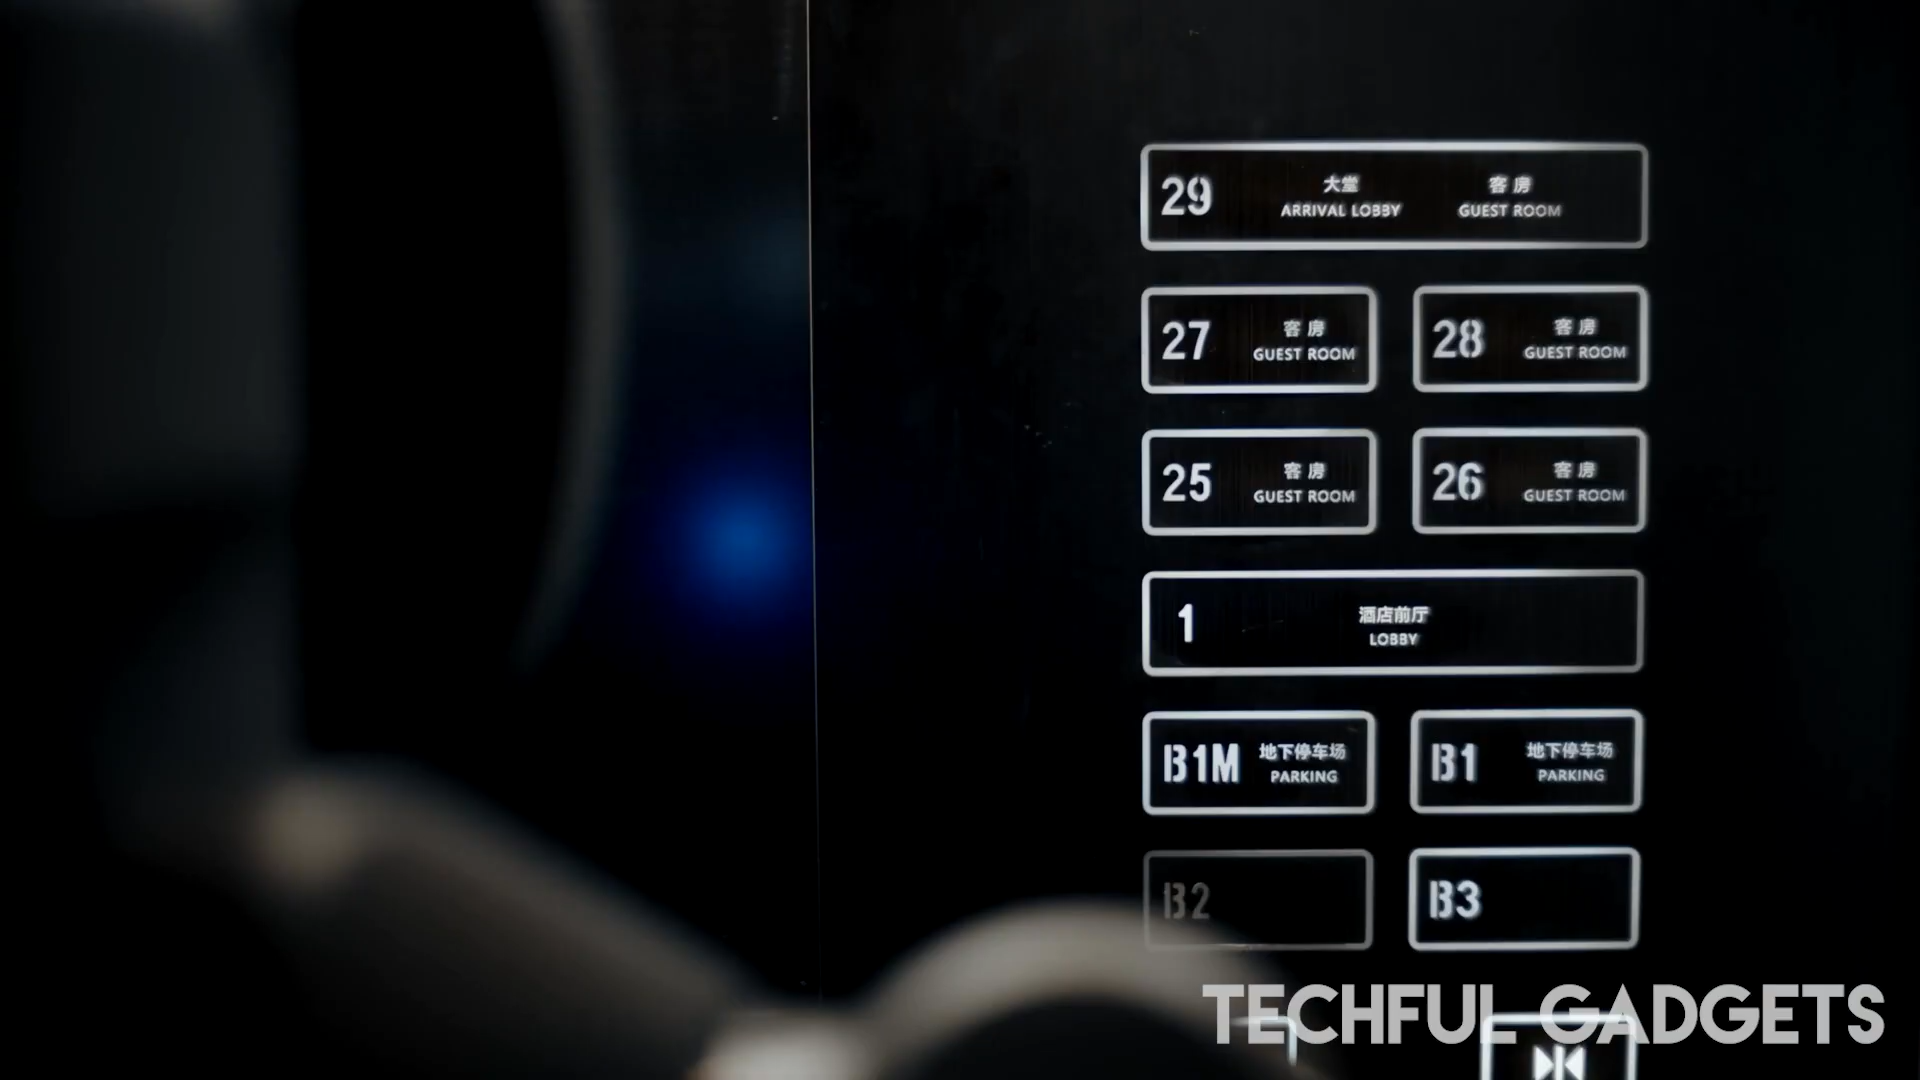 29
大堂
ARRIVAL LOBBY
客房
GUEST ROOM
27
客房
GUEST ROOM
28
客房
GUEST ROOM
25
客房
GUEST ROOM
26
客房
GUEST ROOM
1
酒店前厅
LOBBY
B1M
地下停车场
PARKING
B1
地下停车场
PARKING
B2
B3
TECHFUL GADGETS